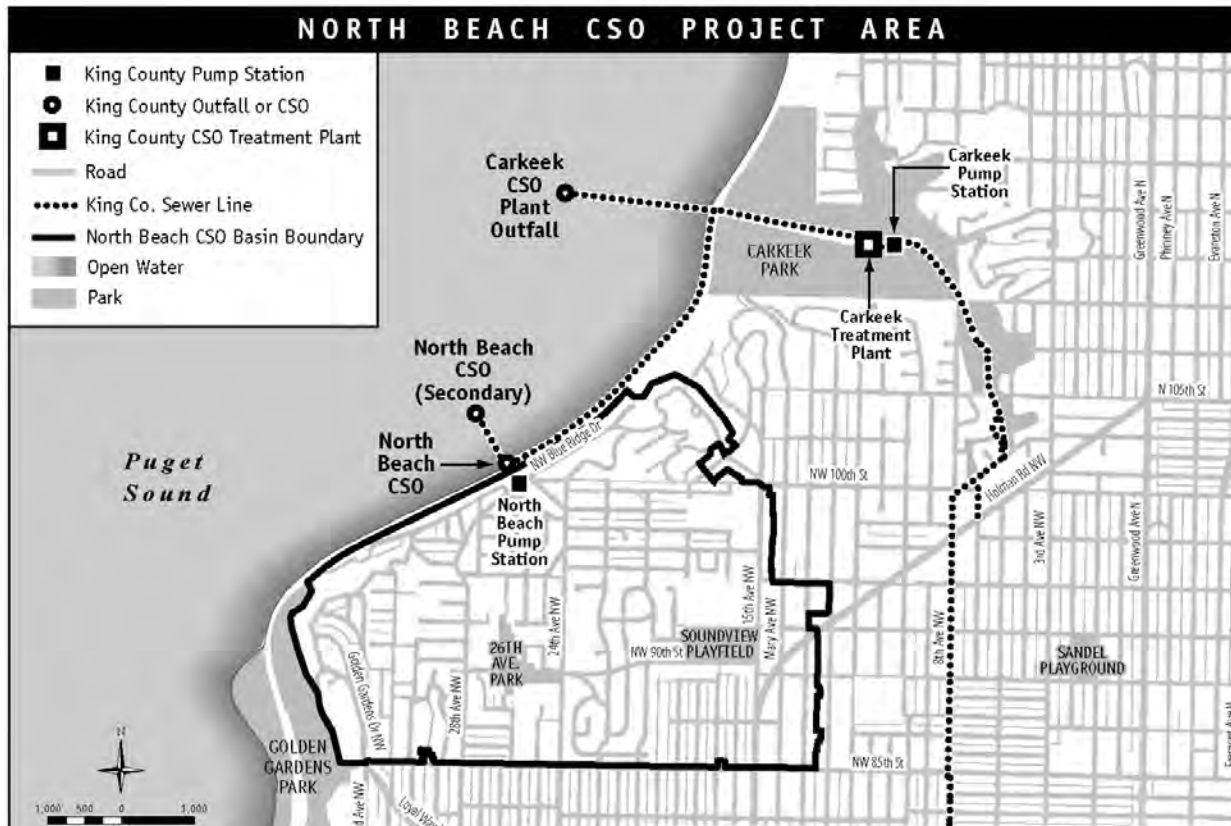 NORTH BEACH CSO PROJECT AREA
King County Pump Station
King County Outfall or CSO
King County CSO Treatment Plant
Road
King Co. Sewer Line
North Beach CSO Basin Boundary
Open Water
Park
Carkeek
CSO
Plant
Outfall
Carkeek
Pump
Station
CARKEEK
PARK
Carkeek
Treatment
Plant
Greenwood Ave N
Phinney Ave N
Evanston Ave N
North Beach
CSO
(Secondary)
North
Beach
CSO
NW Blue Ridge Dr
North
Beach
Pump
Station
Puget
Sound
N 105th St
NW 100th St
Holman Rd NW
3rd Ave NW
Greenwood Ave N
8th Ave NW
15th Ave NW
Mary Ave NW
24th Ave NW
26TH
AVE.
PARK
NW 90th St
SOUNDVIEW
PLAYFIELD
SANDEL
PLAYGROUND
Golden Gardens Dr NW
28th Ave NW
GOLDEN
GARDENS
PARK
NW 85th St
d Ave NW
Loyal Wa
N
1,000 500 0 1,000